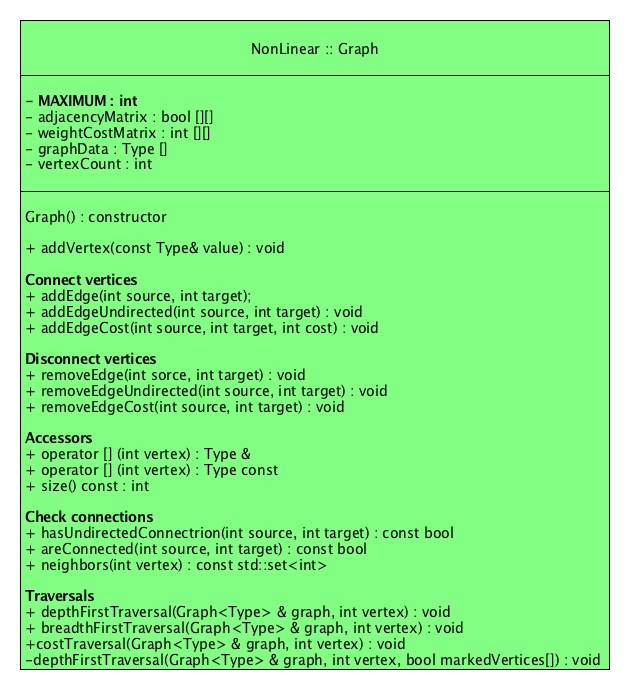 NonLinear :: Graph
- MAXIMUM : int
- adjacencyMatrix : bool [][]
- weightCostMatrix : int [][]
- graphData : Type []
- vertexCount : int
Graph() : constructor
+ addVertex(const Type& value) : void
Connect vertices
+ addEdge(int source, int target);
+ addEdgeUndirected(int source, int target) : void
+ addEdgeCost(int source, int target, int cost) : void
Disconnect vertices
+ removeEdge(int sorce, int target) : void
+ removeEdgeUndirected(int source, int target) : void
+ removeEdgeCost(int source, int target) : void
Accessors
+ operator [] (int vertex) : Type &
+ operator [] (int vertex) : Type const
+ size() const : int
Check connections
+ hasUndirectedConnectrion(int source, int target) : const bool
+ areConnected(int source, int target) : const bool
+ neighbors(int vertex) : const std::set<int>
Traversals
+ depthFirstTraversal(Graph<Type> & graph, int vertex) : void
+ breadthFirstTraversal(Graph<Type> & graph, int vertex) : void
+costTraversal(Graph<Type> & graph, int vertex) : void
-depthFirstTraversal(Graph<Type> & graph, int vertex, bool markedVertices[]) : void